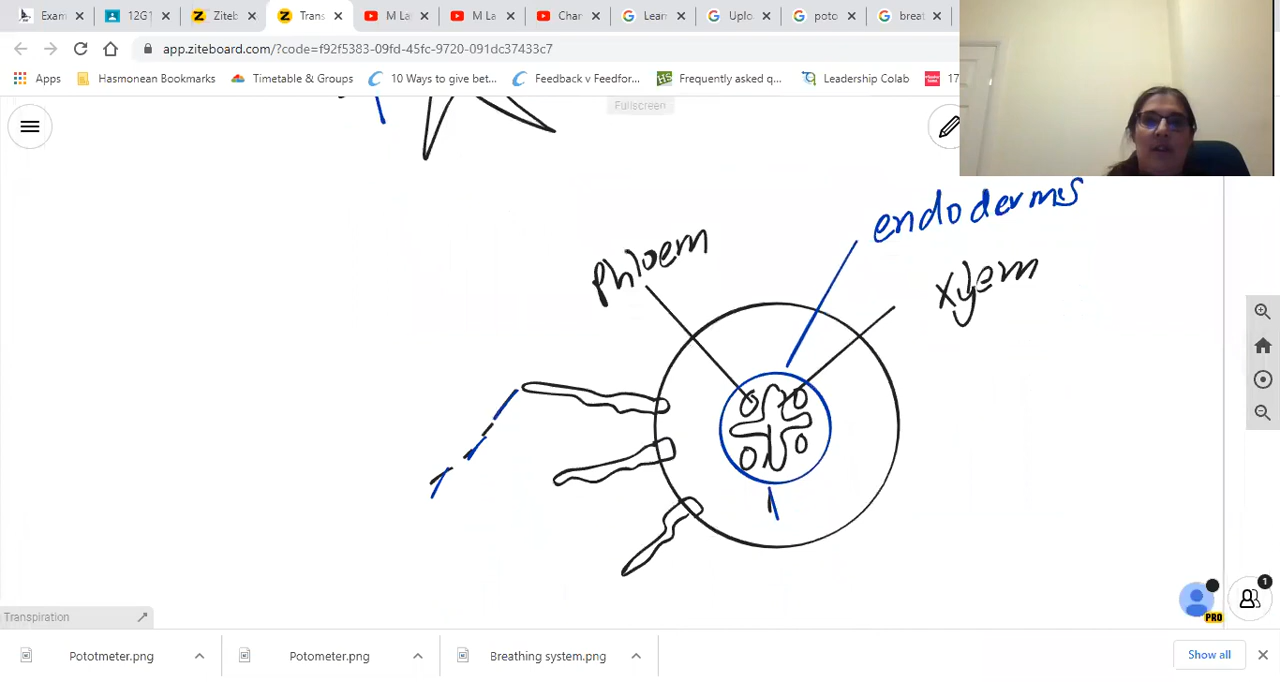 Exam
12G1
Ziteb
Trans
M La
M La
Char
Learn
Uplo
poto
breat
app.ziteboard.com/?code=f92f5383-09fd-45fc-9720-091dc37433c7
Apps
Hasmonean Bookmarks
Timetable & Groups
10 Ways to give bet...
Feedback v Feedfor...
Frequently asked q...
Leadership Colab
17
Fullscreen
endodermis
Phloem
xylem
Transpiration
1
PRO
Pototmeter.png
Potometer.png
Breathing system.png
Show all